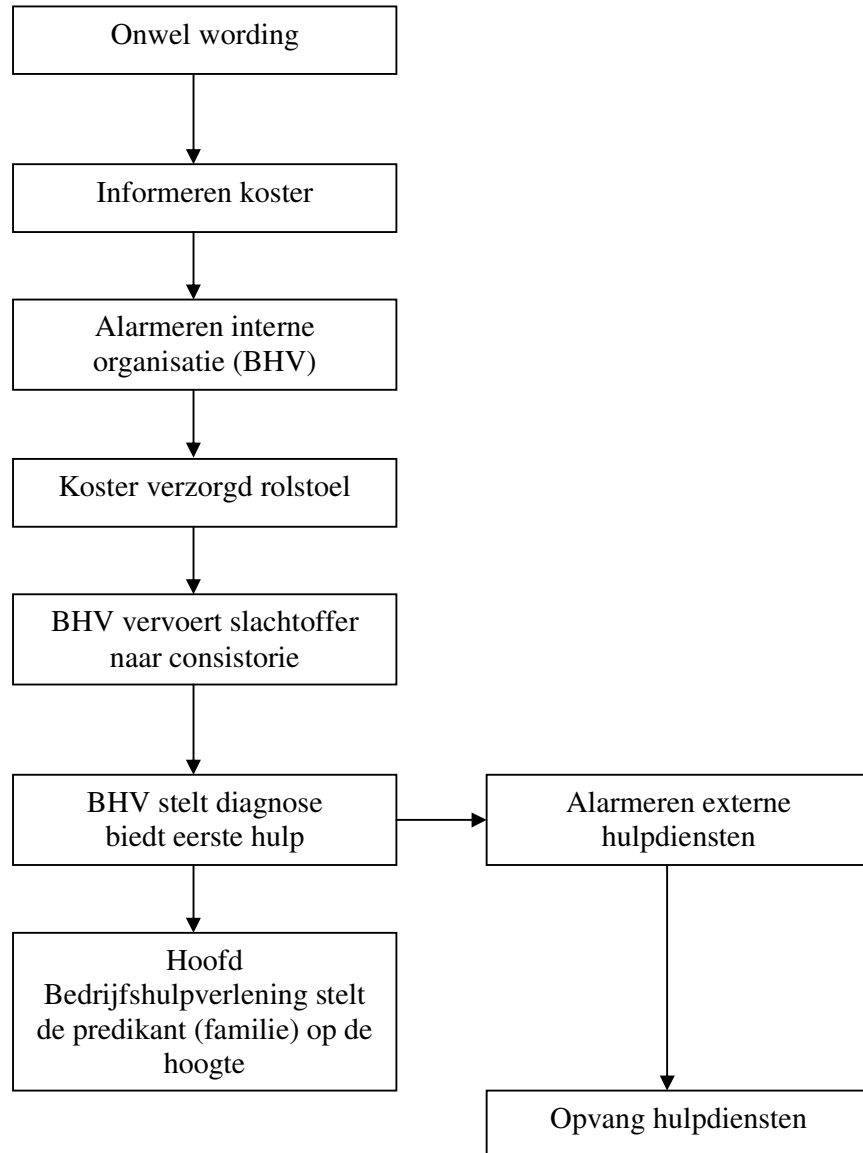 Onwel wording
Informeren koster
Alarmeren interne
organisatie (BHV)
Koster verzorgd rolstoel
BHV vervoert slachtoffer
naar consistorie
BHV stelt diagnose
biedt eerste hulp
Alarmeren externe
hulpdiensten
Hoofd
Bedrijfshulpverlening stelt
de predikant (familie) op de
hoogte
Opvang hulpdiensten